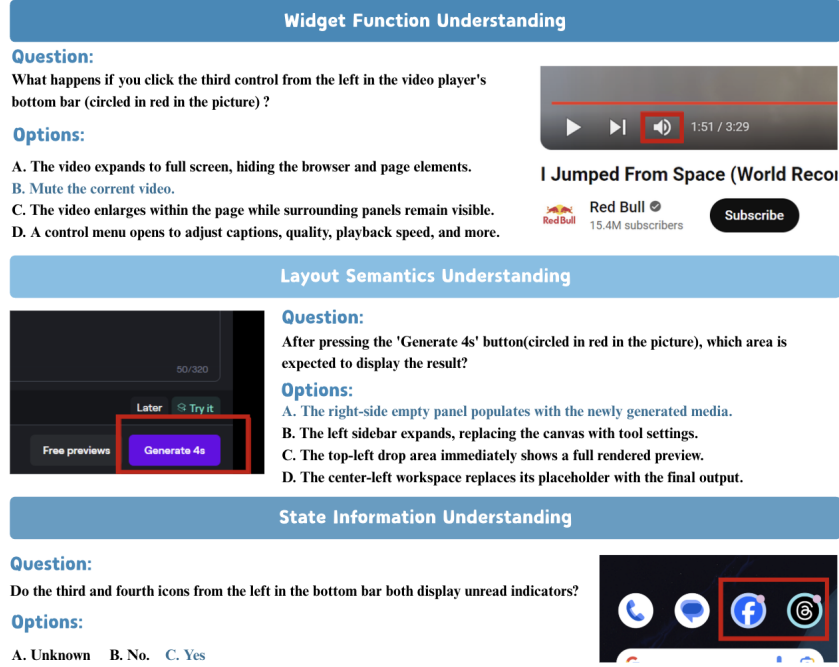 Widget Function Understanding
Question:
What happens if you click the third control from the left in the video player's
bottom bar (circled in red in the picture) ?
Options:
A. The video expands to full screen, hiding the browser and page elements.
B. Mute the corrent video.
C. The video enlarges within the page while surrounding panels remain visible.
D. A control menu opens to adjust captions, quality, playback speed, and more.
1:51 / 3:29
I Jumped From Space (World Recor
Red Bull
Red Bull
15.4M subscribers
Subscribe
Layout Semantics Understanding
50/320
Later
Try it
Free previews
Generate 4s
Question:
After pressing the 'Generate 4s' button(circled in red in the picture), which area is
expected to display the result?
Options:
A. The right-side empty panel populates with the newly generated media.
B. The left sidebar expands, replacing the canvas with tool settings.
C. The top-left drop area immediately shows a full rendered preview.
D. The center-left workspace replaces its placeholder with the final output.
State Information Understanding
Question:
Do the third and fourth icons from the left in the bottom bar both display unread indicators?
Options:
A. Unknown B. No. C. Yes